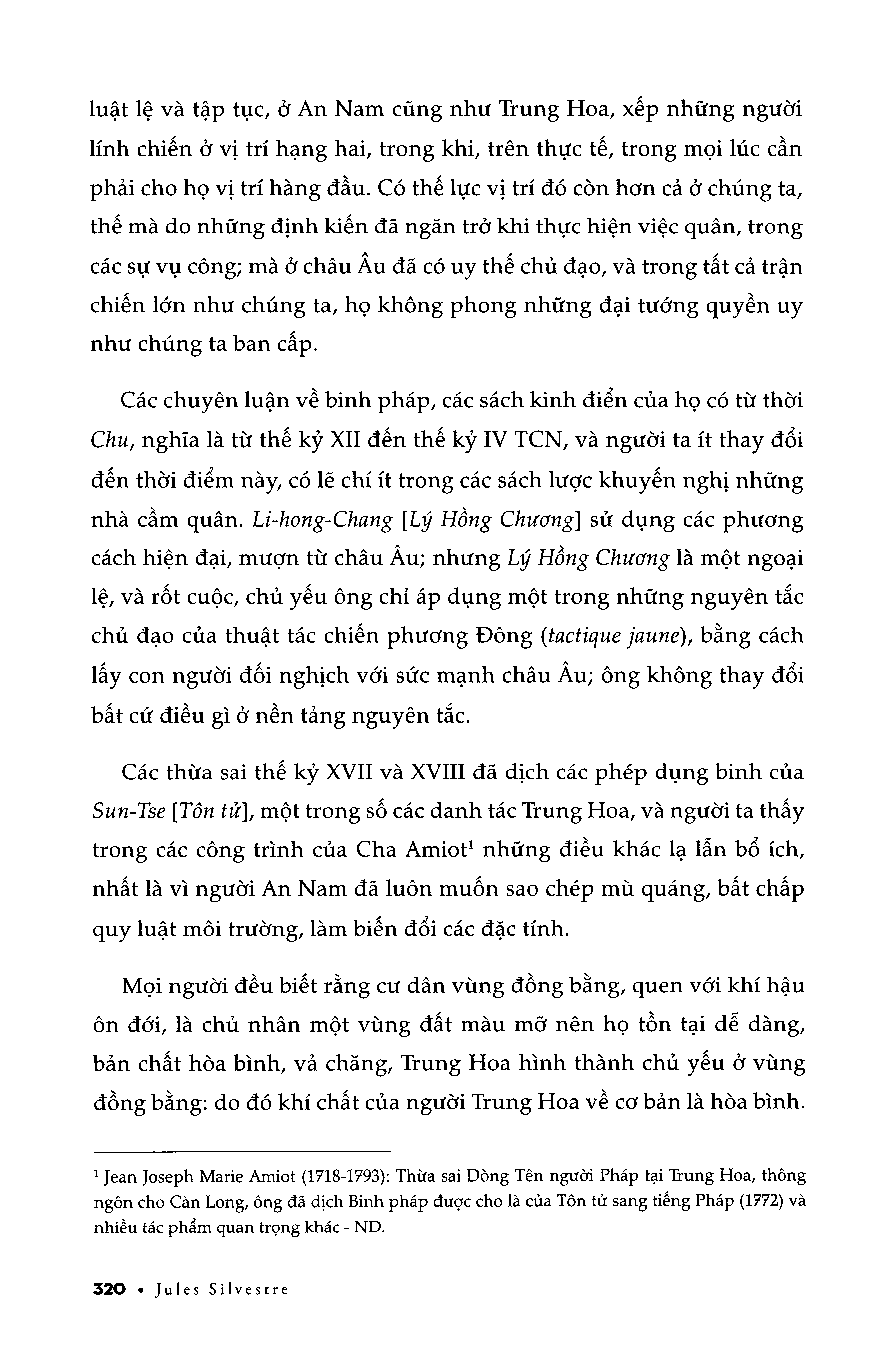 luật lệ và tập tục, ở An Nam cũng như Trung Hoa, xếp những người
lính chiến ở vị trí hạng hai, trong khi, trên thực tế, trong mọi lúc cần
phải cho họ vị trí hàng đầu. Có thế lực vị trí đó còn hơn cả ở chúng ta,
thế mà do những định kiến đã ngăn trở khi thực hiện việc quân, trong
các sự vụ công; mà ở châu Âu đã có uy thế chủ đạo, và trong tất cả trận
chiến lớn như chúng ta, họ không phong những đại tướng quyền uy
như chúng ta ban cấp.
Các chuyên luận về binh pháp, các sách kinh điển của họ có từ thời
Chu, nghĩa là từ thế kỷ XII đến thế kỷ IV TCN, và người ta ít thay đổi
đến thời điểm này, có lẽ chí ít trong các sách lược khuyến nghị những
nhà cầm quân. Li-hong-Chang [Lý Hồng Chương] sử dụng các phương
cách hiện đại, mượn từ châu Âu; nhưng Lý Hồng Chương là một ngoại
lệ, và rốt cuộc, chủ yếu ông chỉ áp dụng một trong những nguyên tắc
chủ đạo của thuật tác chiến phương Đông (tactique jaune), bằng cách
lấy con người đối nghịch với sức mạnh châu Âu; ông không thay đổi
bất cứ điều gì ở nền tảng nguyên tắc.
Các thừa sai thế kỷ XVII và XVIII đã dịch các phép dụng binh của
Sun-Tse [Tôn tử], một trong số các danh tác Trung Hoa, và người ta thấy
trong các công trình của Cha Amiot¹ những điều khác lạ lẫn bổ ích,
nhất là vì người An Nam đã luôn muốn sao chép mù quáng, bất chấp
quy luật môi trường, làm biến đổi các đặc tính.
Mọi người đều biết rằng cư dân vùng đồng bằng, quen với khí hậu
ôn đới, là chủ nhân một vùng đất màu mỡ nên họ tồn tại dễ dàng,
bản chất hòa bình, vả chăng, Trung Hoa hình thành chủ yếu ở vùng
đồng bằng: do đó khí chất của người Trung Hoa về cơ bản là hòa bình.
¹ Jean Joseph Marie Amiot (1718-1793): Thừa sai Dòng Tên người Pháp tại Trung Hoa, thông
ngôn cho Càn Long, ông đã dịch Binh pháp được cho là của Tôn tử sang tiếng Pháp (1772) và
nhiều tác phẩm quan trọng khác - ND.
320 • Jules Silvestre